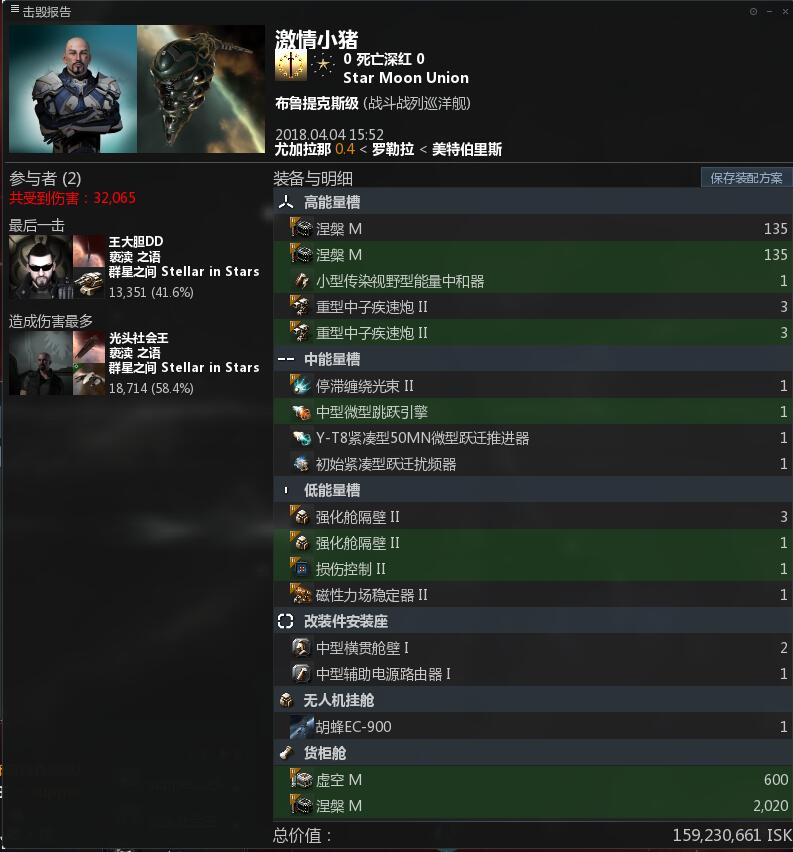 击毁报告
激情小猪
0 死亡深红 0
Star Moon Union
布鲁提克斯级 (战斗战列巡洋舰)
2018.04.04 15:52
尤加拉那 0.4 < 罗勒拉 < 美特伯里斯
参与者 (2)
共受到伤害：32,065
最后一击
王大胆DD
亵渎 之语
群星之间 Stellar in Stars
13,351 (41.6%)
造成伤害最多
光头社会王
亵渎 之语
群星之间 Stellar in Stars
18,714 (58.4%)
装备与明细
保存装配方案
高能量槽
涅槃 M 135
涅槃 M 135
小型传染视野型能量中和器 1
重型中子疾速炮 II 3
重型中子疾速炮 II 3
中能量槽
停滞缠绕光束 II 1
中型微型跳跃引擎 1
Y-T8紧凑型50MN微型跃迁推进器 1
初始紧凑型跃迁扰频器 1
低能量槽
强化舱隔壁 II 3
强化舱隔壁 II 1
损伤控制 II 1
磁性力场稳定器 II 1
改装件安装座
中型横贯舱壁 I 2
中型辅助电源路由器 I 1
无人机挂舱
胡蜂EC-900 1
货柜舱
虚空 M 600
涅槃 M 2,020
总价值： 159,230,661 ISK